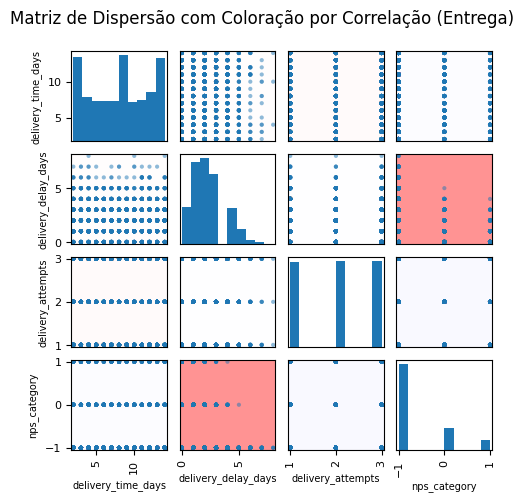 Matriz de Dispersão com Coloração por Correlação (Entrega)
delivery_time_days
10
5
delivery_delay_days
5
0
delivery_attempts
3
2
1
nps_category
1
0
−1
5
10
0
5
1
2
3
−1
0
1
delivery_time_days
delivery_delay_days
delivery_attempts
nps_category